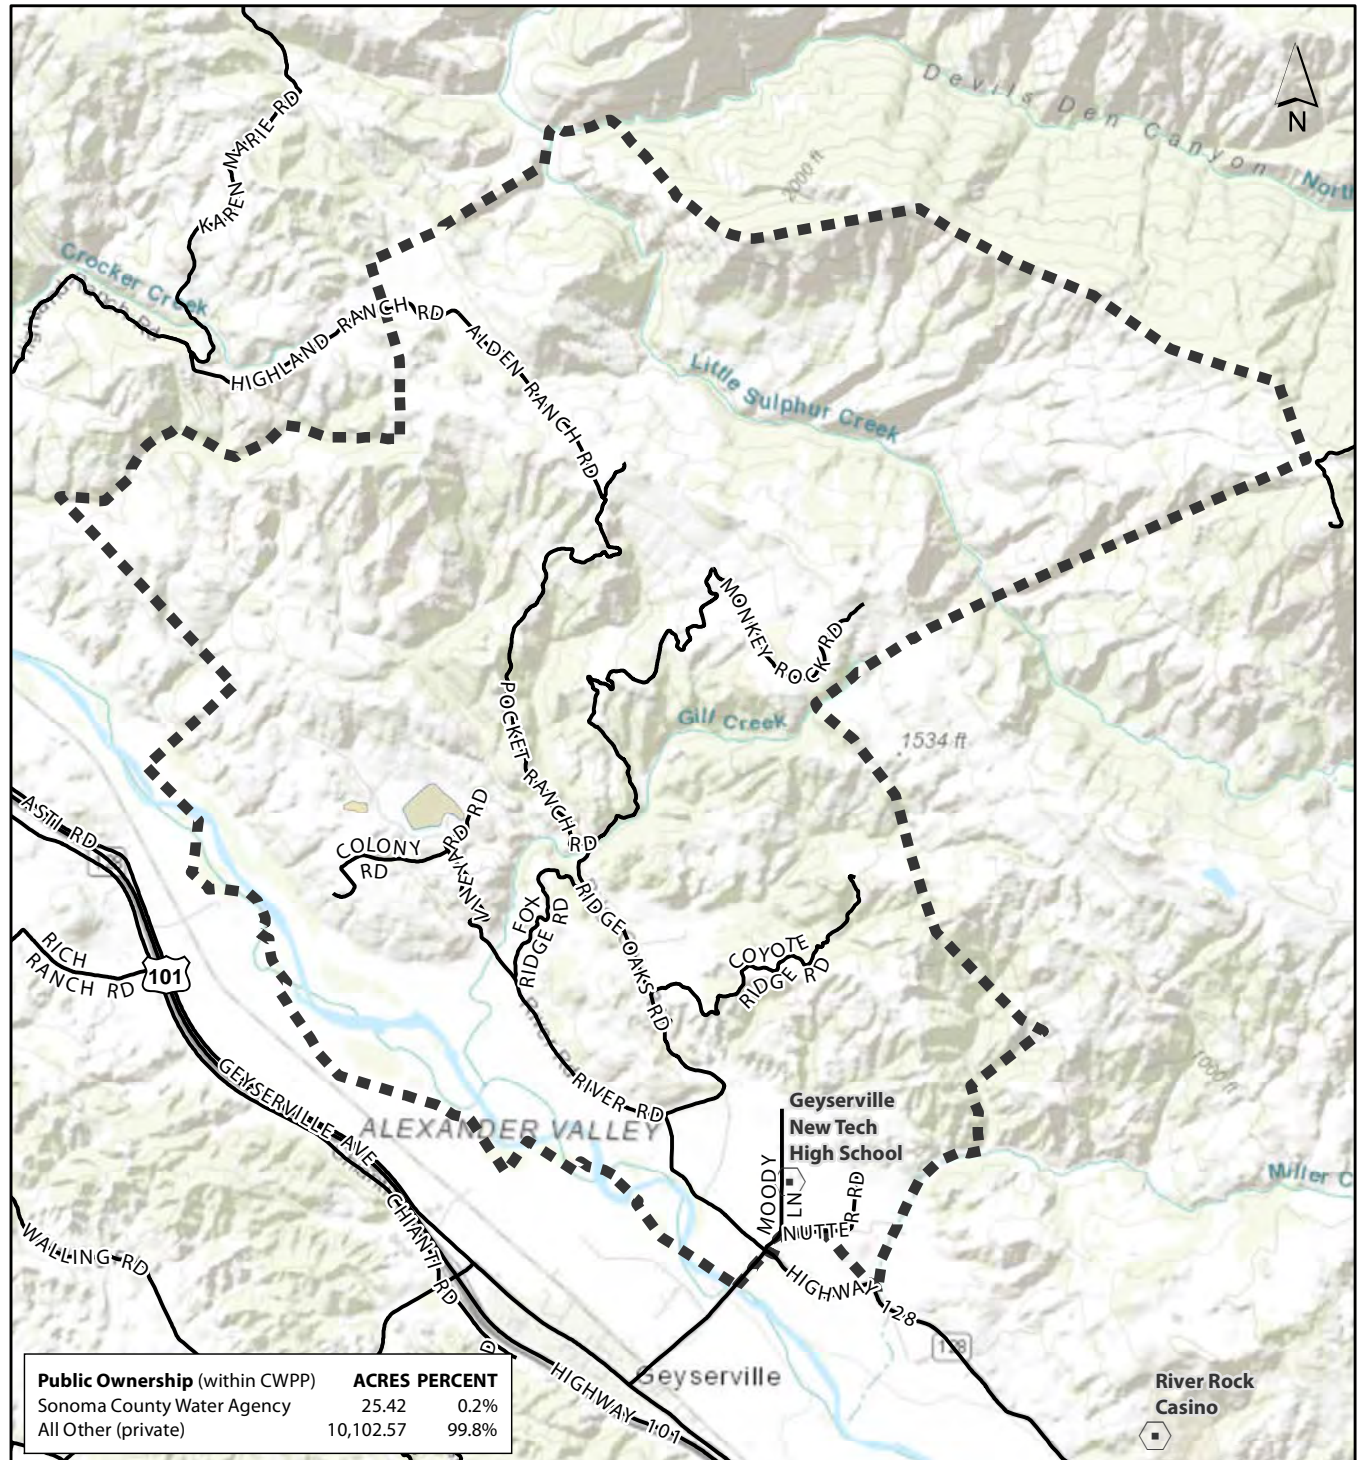 Devils Den Canyon
N
2000 ft
North
KAREN MARIE RD
Crocker Creek
HIGHLAND RANCH RD
ALDEN RANCH RD
Little Sulphur Creek
MONKEY ROCK RD
POCKET RANCH RD
Gill Creek
1534 ft
ASTI RD
COLONY
RD
RD
FOX
RIDGE RD
RIDGE OAKS RD
COYOTE
RIDGE RD
RICH
RANCH RD
101
1000 ft
GEYSERVILLE AVE
RIVER RD
ALEXANDER VALLEY
Geyserville
New Tech
High School
MOODY
LN
NUTTER RD
Miller C
CHIANTI RD
WALLING RD
HIGHWAY 128
128
Geyserville
HIGHWAY 101
River Rock
Casino
Public Ownership (within CWPP) ACRES PERCENT
Sonoma County Water Agency 25.42 0.2%
All Other (private) 10,102.57 99.8%